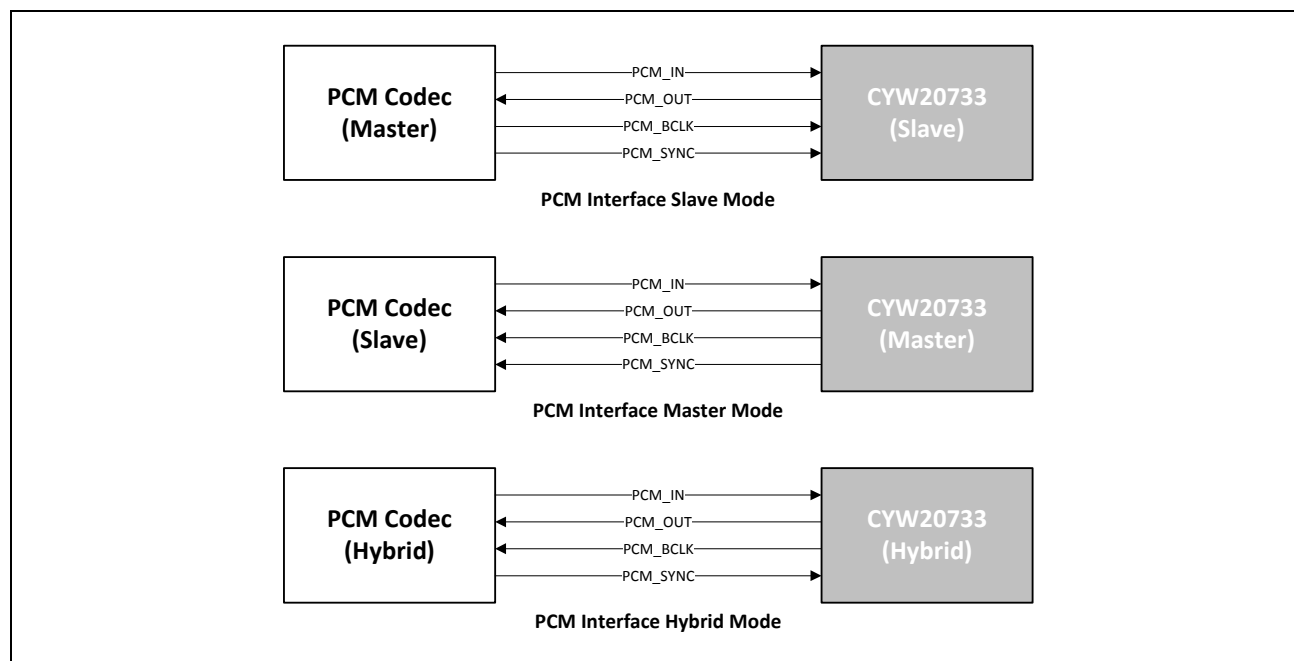 PCM Codec
(Master)
PCM_IN
PCM_OUT
PCM_BCLK
PCM_SYNC
CYW20733
(Slave)
PCM Interface Slave Mode
PCM Codec
(Slave)
PCM_IN
PCM_OUT
PCM_BCLK
PCM_SYNC
CYW20733
(Master)
PCM Interface Master Mode
PCM Codec
(Hybrid)
PCM_IN
PCM_OUT
PCM_BCLK
PCM_SYNC
CYW20733
(Hybrid)
PCM Interface Hybrid Mode